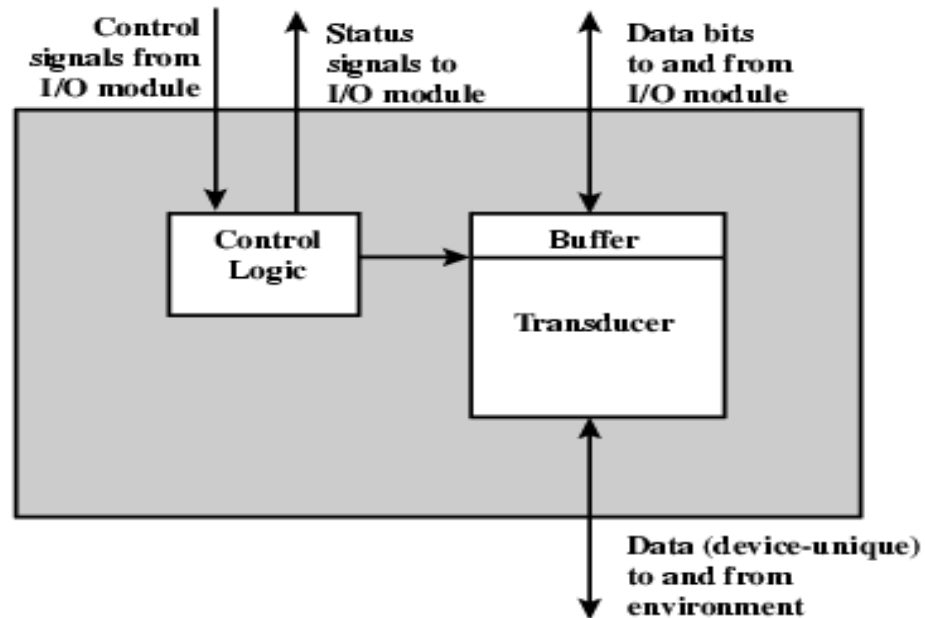 Control
signals from
I/O module
Status
signals to
I/O module
Data bits
to and from
I/O module
Control
Logic
Buffer
Transducer
Data (device-unique)
to and from
environment